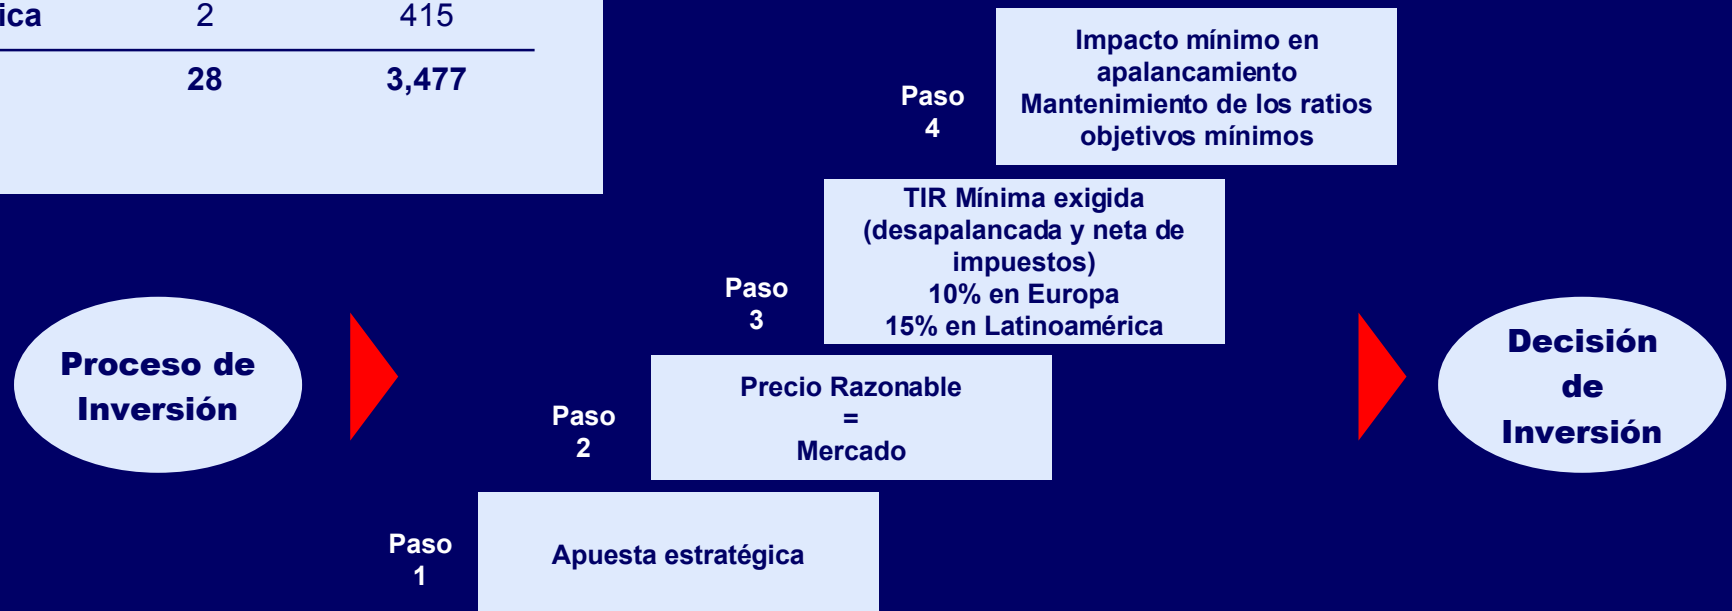 ica 2 415
28 3,477
Impacto mínimo en
apalancamiento
Mantenimiento de los ratios
objetivos mínimos
Paso
4
TIR Mínima exigida
(desapalancada y neta de
impuestos)
10% en Europa
15% en Latinoamérica
Paso
3
Precio Razonable
=
Mercado
Paso
2
Apuesta estratégica
Paso
1
Proceso de
Inversión
Decisión
de
Inversión